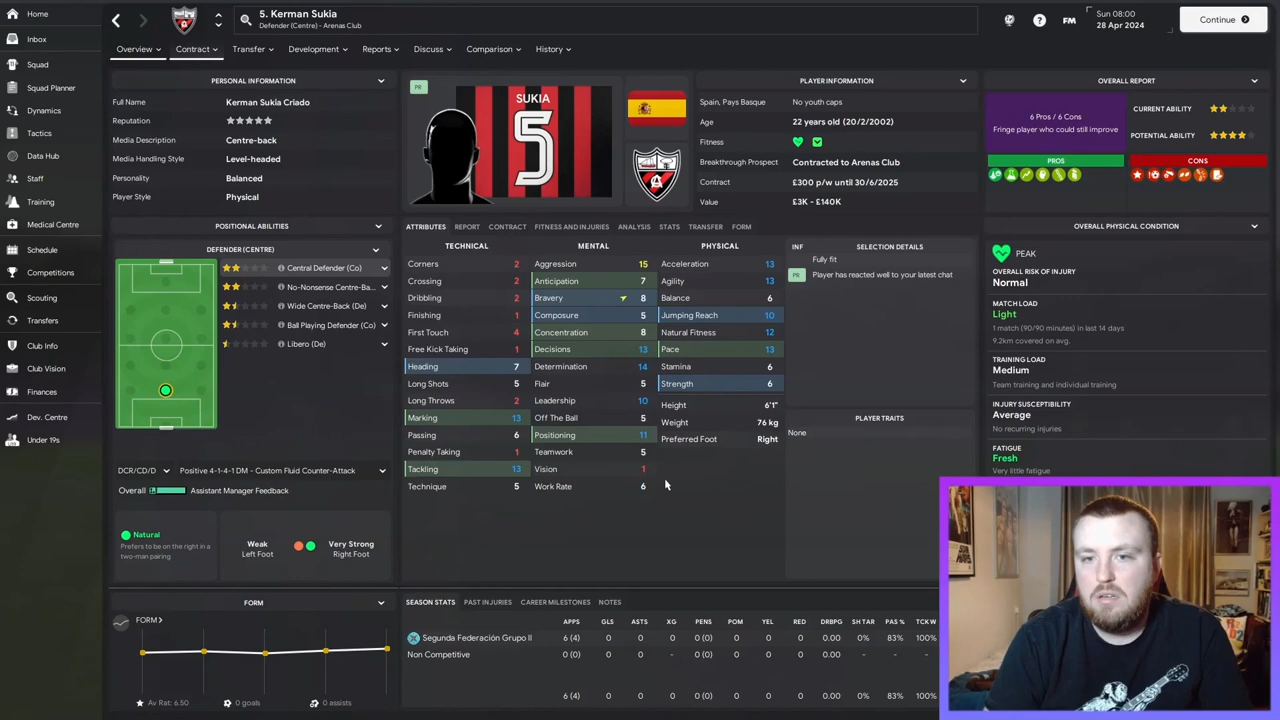 Home
Inbox
Squad
Squad Planner
Dynamics
Tactics
Data Hub
Staff
Training
Medical Centre
Schedule
Competitions
Scouting
Transfers
Club Info
Club Vision
Finances
Dev. Centre
Under 19s
5. Kerman Sukia
Defender (Centre) - Arenas Club
FM
Sun 08:00
28 Apr 2024
Continue
Overview
Contract
Transfer
Development
Reports
Discuss
Comparison
History
PERSONAL INFORMATION
Full Name Kerman Sukia Criado
Reputation
Media Description Centre-back
Media Handling Style Level-headed
Personality Balanced
Player Style Physical
PR
SUKIA
5
PLAYER INFORMATION
Spain, Pays Basque No youth caps
Age 22 years old (20/2/2002)
Fitness
Breakthrough Prospect Contracted to Arenas Club
Contract £300 p/w until 30/6/2025
Value £3K - £140K
OVERALL REPORT
6 Pros / 6 Cons
Fringe player who could still improve
CURRENT ABILITY
POTENTIAL ABILITY
PROS
CONS
POSITIONAL ABILITIES
DEFENDER (CENTRE)
Central Defender (Co)
No-Nonsense Centre-Ba...
Wide Centre-Back (De)
Ball Playing Defender (Co)
Libero (De)
DCR/CD/D
Positive 4-1-4-1 DM - Custom Fluid Counter-Attack
Overall Assistant Manager Feedback
Natural
Prefers to be on the right in a
two-man pairing
Weak
Left Foot
Very Strong
Right Foot
ATTRIBUTES REPORT CONTRACT FITNESS AND INJURIES ANALYSIS STATS TRANSFER FORM
TECHNICAL
Corners 2
Crossing 2
Dribbling 2
Finishing 1
First Touch 4
Free Kick Taking 1
Heading 7
Long Shots 5
Long Throws 2
Marking 13
Passing 6
Penalty Taking 1
Tackling 13
Technique 5
MENTAL
Aggression 15
Anticipation 7
Bravery 8
Composure 5
Concentration 8
Decisions 13
Determination 14
Flair 5
Leadership 10
Off The Ball 5
Positioning 11
Teamwork 5
Vision 1
Work Rate 6
PHYSICAL
Acceleration 13
Agility 13
Balance 6
Jumping Reach 10
Natural Fitness 12
Pace 13
Stamina 6
Strength 6
Height 6'1"
Weight 76 kg
Preferred Foot Right
INF SELECTION DETAILS
Fully fit
PR Player has reacted well to your latest chat
PLAYER TRAITS
None
OVERALL PHYSICAL CONDITION
PEAK
OVERALL RISK OF INJURY
Normal
MATCH LOAD
Light
1 match (90/90 minutes) in last 14 days
9.2km covered on avg.
TRAINING LOAD
Medium
Team training and individual training
INJURY SUSCEPTIBILITY
Average
No recurring injuries
FATIGUE
Fresh
Very little fatigue
FORM
FORM
Av Rat: 6.50
0 goals
0 assists
SEASON STATS PAST INJURIES CAREER MILESTONES NOTES
APPS GLS ASTS XG PENS POM YEL RED DRBPG SH TAR PAS % TCK W
Segunda Federación Grupo II 6 (4) 0 0 0 0 (0) 0 0 0 0.00 0% 83% 100%
Non Competitive 0 (0) 0 0 0 0 (0) 0 0 0 0.00 - - -
6 (4) 0 0 0 0 (0) 0 0 0 0.00 0% 83% 100%